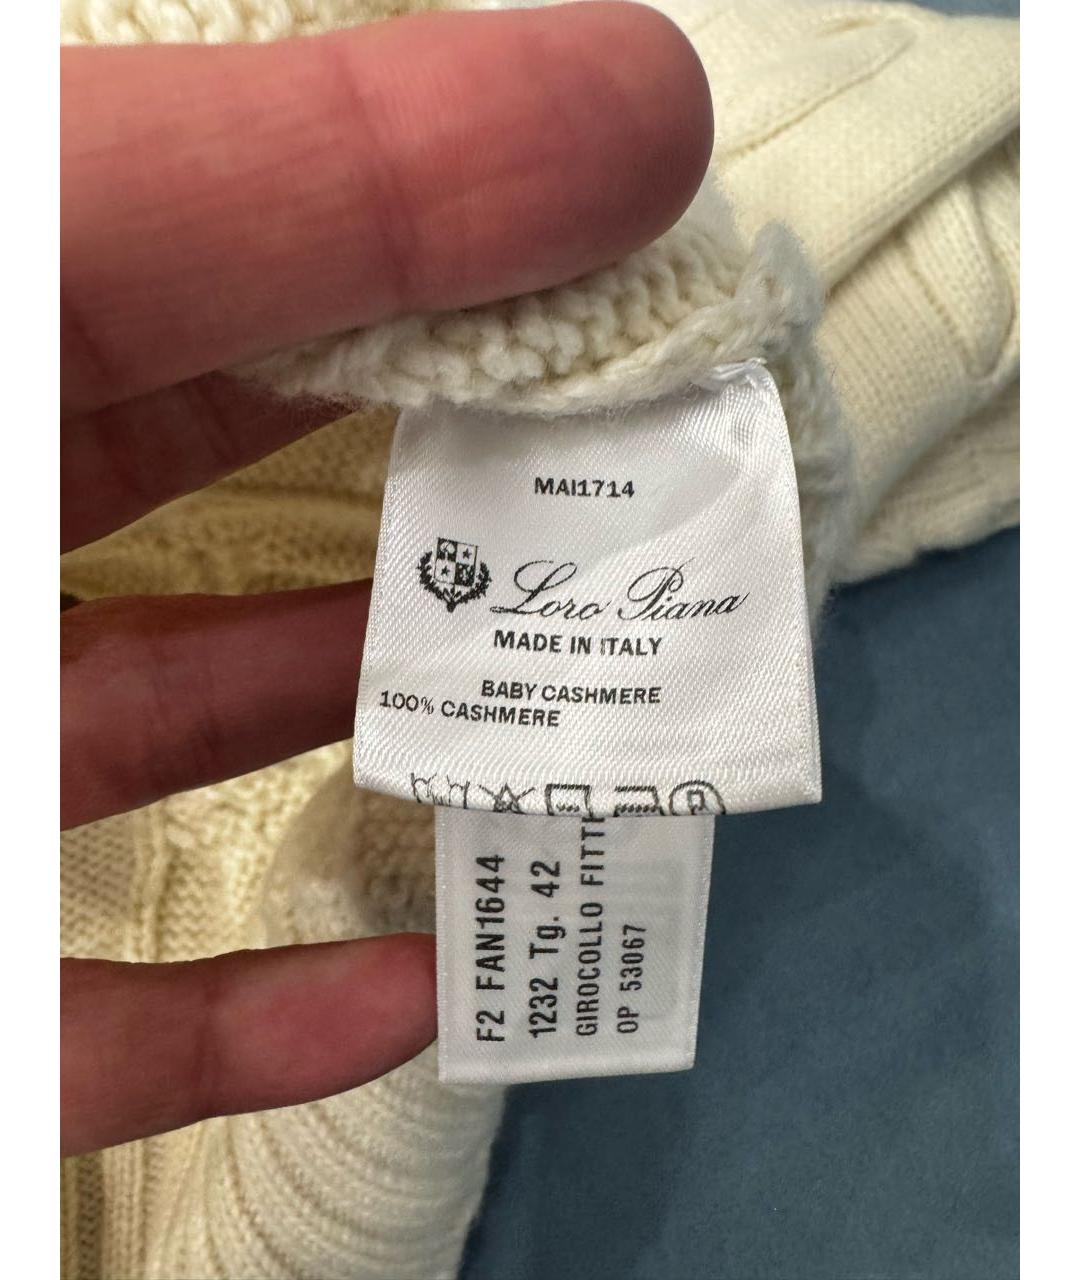 MAI1714
Loro Piana
MADE IN ITALY
BABY CASHMERE
100% CASHMERE
F2 FAN1644
1232 Tg. 42
GIROCOLLO FITT
OP 53067